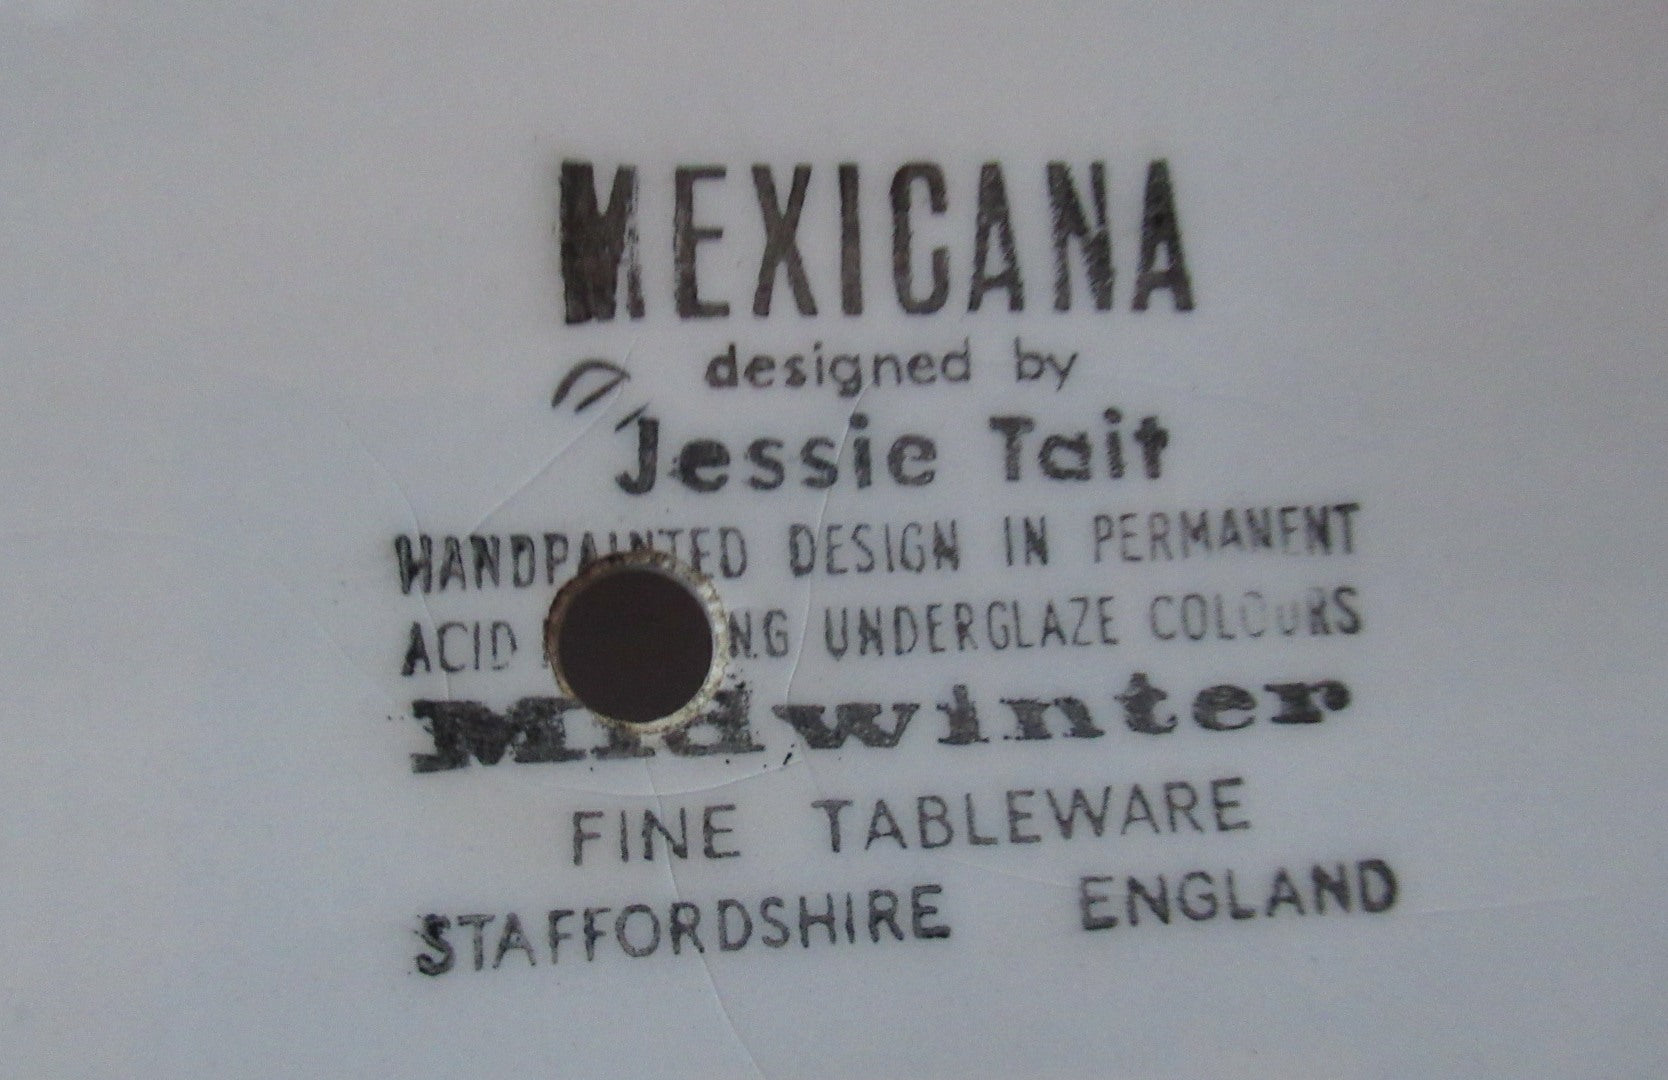 MEXICANA
designed by
Jessie Tait
HANDPAINTED DESIGN IN PERMANENT
ACID UNDERGLAZE COLOURS
Midwinter
FINE TABLEWARE
STAFFORDSHIRE ENGLAND